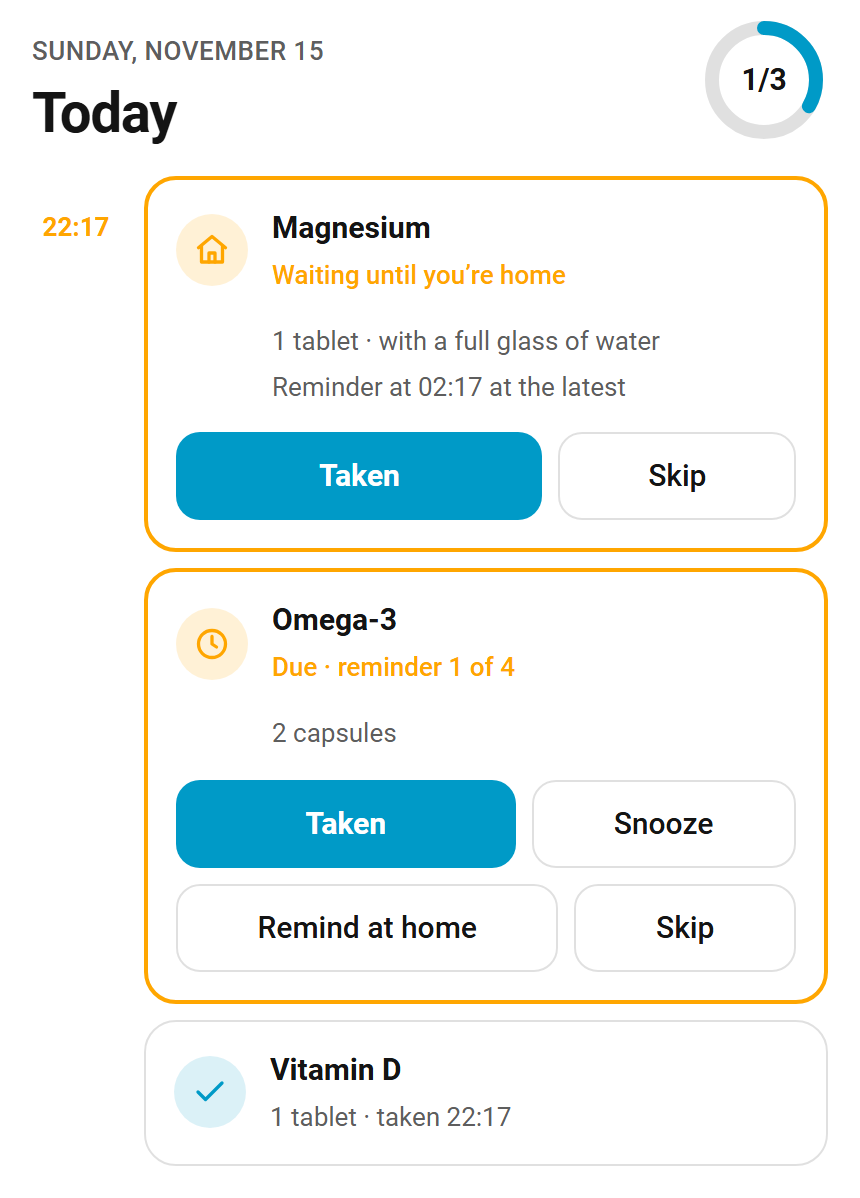 SUNDAY, NOVEMBER 15
Today
1/3
22:17
Magnesium
Waiting until you’re home
1 tablet · with a full glass of water
Reminder at 02:17 at the latest
Taken
Skip
Omega-3
Due · reminder 1 of 4
2 capsules
Taken
Snooze
Remind at home
Skip
Vitamin D
1 tablet · taken 22:17